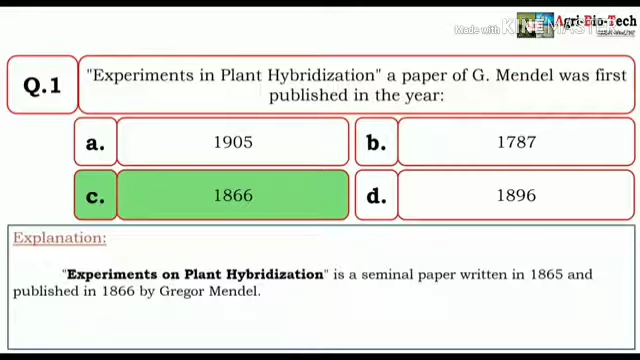 Agri-Bio-Tech
Made with KINEMASTER
Q.1
"Experiments in Plant Hybridization" a paper of G. Mendel was first
published in the year:
a. 1905
b. 1787
c. 1866
d. 1896
Explanation:
"Experiments on Plant Hybridization" is a seminal paper written in 1865 and
published in 1866 by Gregor Mendel.